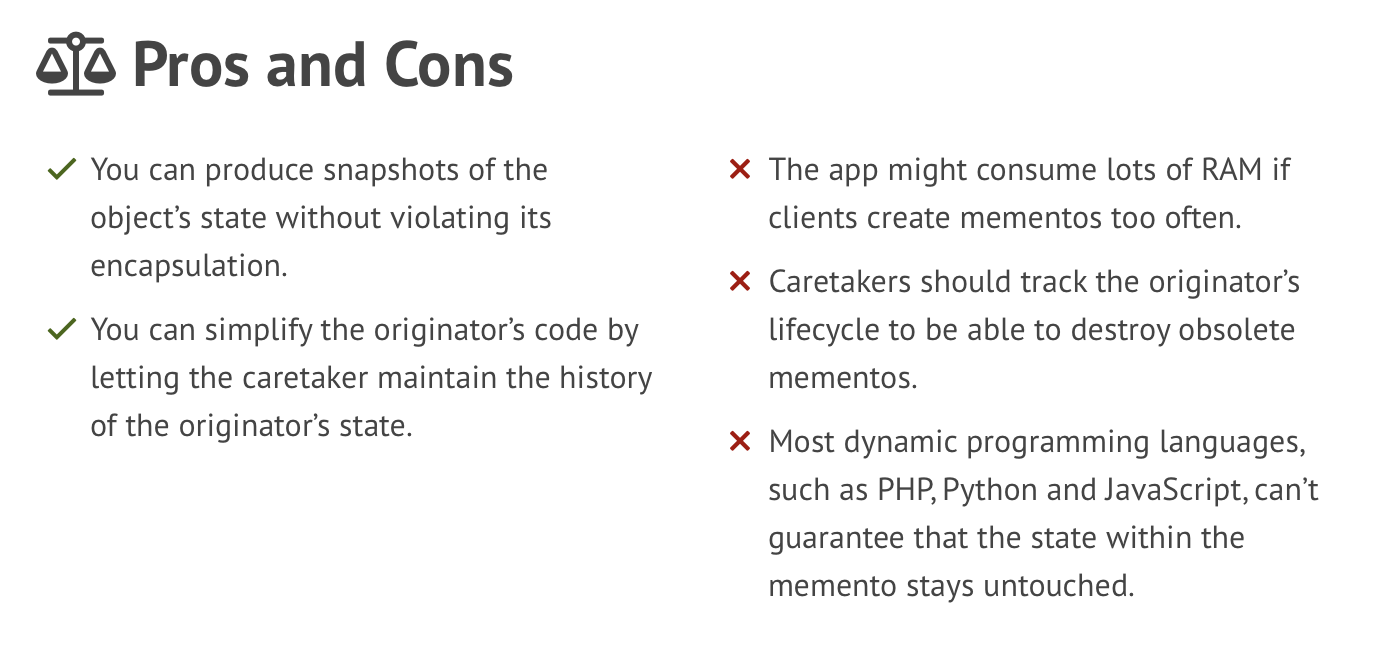 Pros and Cons
You can produce snapshots of the
object’s state without violating its
encapsulation.
You can simplify the originator’s code by
letting the caretaker maintain the history
of the originator’s state.
The app might consume lots of RAM if
clients create mementos too often.
Caretakers should track the originator’s
lifecycle to be able to destroy obsolete
mementos.
Most dynamic programming languages,
such as PHP, Python and JavaScript, can’t
guarantee that the state within the
memento stays untouched.